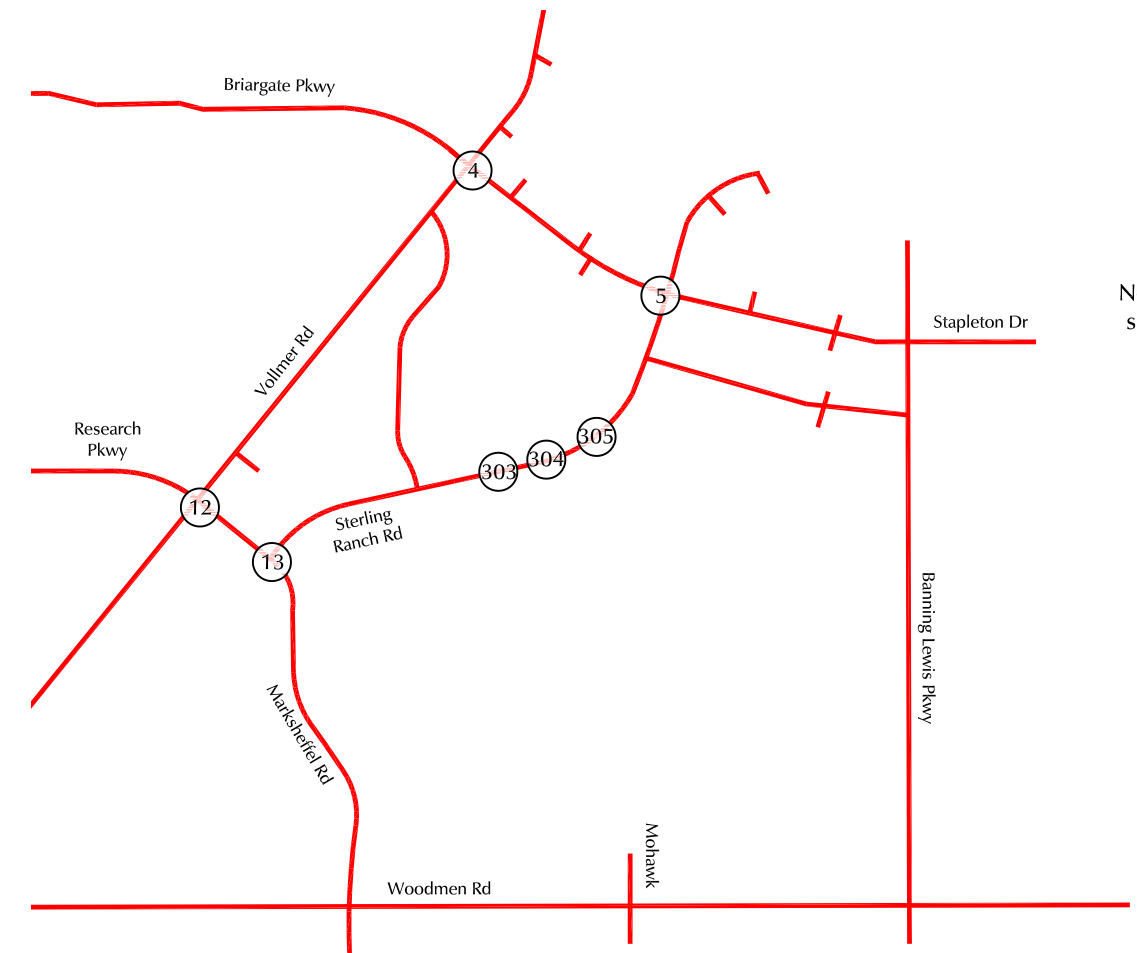 Briargate Pkwy
4
5
N
s
Stapleton Dr
Vollmer Rd
Research
Pkwy
305
304
303
12
Sterling
Ranch Rd
13
Banning Lewis Pkwy
Marksheffel Rd
Mohawk
Woodmen Rd